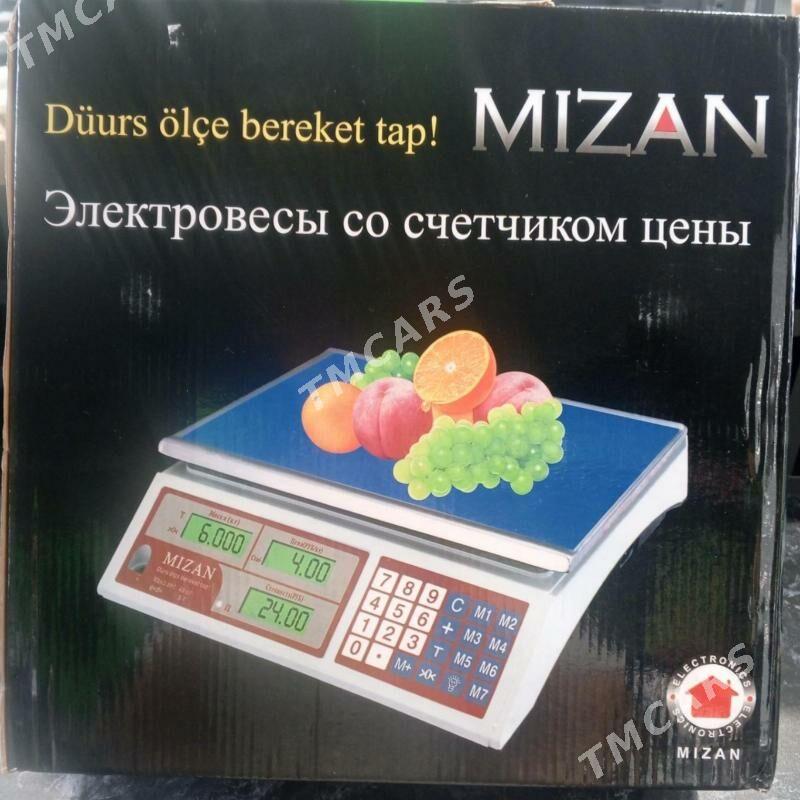 TMCARS
Düurs ölçe bereket tap!
MIZAN
Электровесы со счетчиком цены
TMCARS
T
Масса(кг)
6.000
4.00
24.00
MIZAN
7 8 9 C M1 M2
4 5 6 + M3 M4
1 2 3 T M5 M6
0 . M+ M7
ELECTRONICS
ELECTRONICS
MIZAN
TMCARS